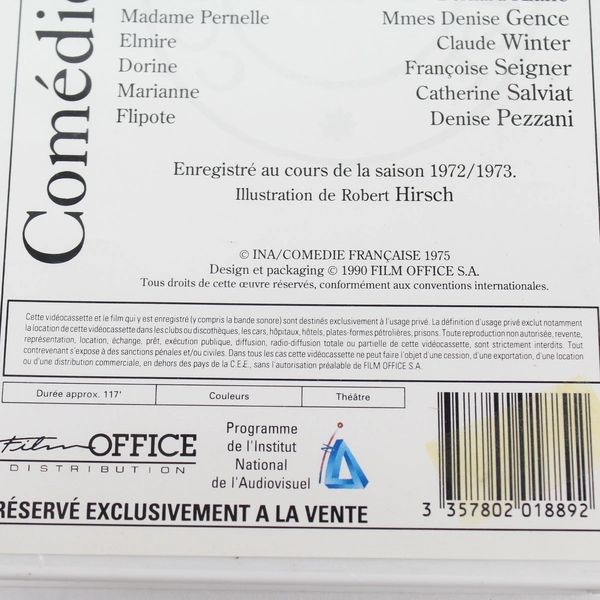 Madame Pernelle Mmes Denise Gence
Elmire Claude Winter
Dorine Françoise Seigner
Marianne Catherine Salviat
Flipote Denise Pezzani
Comédie
Enregistré au cours de la saison 1972/1973.
Illustration de Robert Hirsch
© INA/COMEDIE FRANÇAISE 1975
Design et packaging © 1990 FILM OFFICE S.A.
Tous droits de cette œuvre réservés, conformément aux conventions internationales.
Cette vidéocassette et le film qui y est enregistré (y compris la bande sonore) sont destinés exclusivement à l'usage privé. La définition d'usage privé exclut notamment
la location de cette vidéocassette dans les clubs ou discothèques, les cars, hôpitaux, hôtels, plates-formes pétrolières, prisons. Toute reproduction non autorisée, revente,
représentation, location, échange, prêt, exécution publique, diffusion, radio-diffusion totale ou partielle de cette vidéocassette, sont strictement interdits. Tout
contrevenant s'expose à des sanctions pénales et/ou civiles. Dans tous les cas cette vidéocassette ne peut faire l'objet d'une cession, d'une exportation, d'une location
ou d'une distribution commerciale, en dehors des pays de la C.E.E., sans l'autorisation préalable de FILM OFFICE S.A.
Durée approx. 117' Couleurs Théâtre
Film OFFICE
DISTRIBUTION
Programme
de l'Institut
National
de l'Audiovisuel
RÉSERVÉ EXCLUSIVEMENT A LA VENTE
3 357802 018892